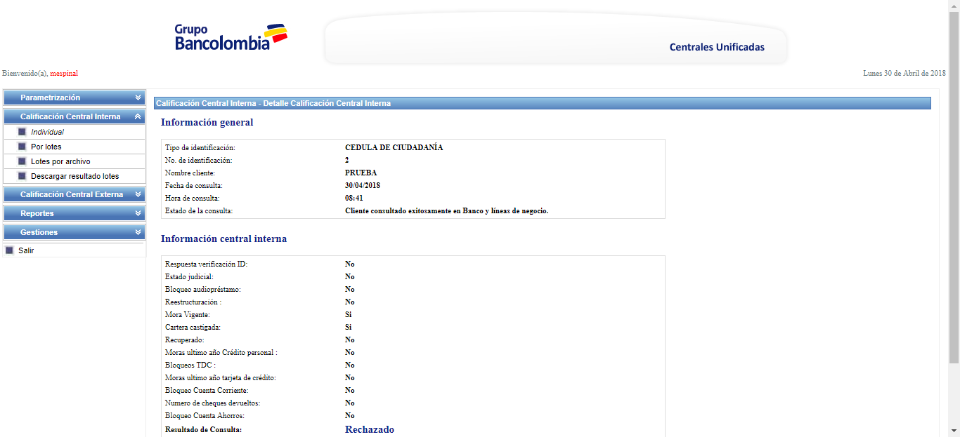 Grupo
Bancolombia
Centrales Unificadas
Bienvenido(a), mespinal
Lunes 30 de Abril de 2018
Parametrización
Calificación Central Interna
Individual
Por lotes
Lotes por archivo
Descargar resultado lotes
Calificación Central Externa
Reportes
Gestiones
Salir
Calificación Central Interna - Detalle Calificación Central Interna
Información general
Tipo de identificación: CEDULA DE CIUDADANÍA
No. de identificación: 2
Nombre cliente: PRUEBA
Fecha de consulta: 30/04/2018
Hora de consulta: 08:41
Estado de la consulta: Cliente consultado exitosamente en Banco y líneas de negocio.
Información central interna
Respuesta verificación ID: No
Estado judicial: No
Bloqueo audiopréstamo: No
Reestructuración : No
Mora Vigente: Si
Cartera castigada: Si
Recuperado: No
Moras ultimo año Crédito personal : No
Bloqueos TDC : No
Moras ultimo año tarjeta de crédito: No
Bloqueo Cuenta Corriente: No
Numero de cheques devueltos: No
Bloqueo Cuenta Ahorros: No
Resultado de Consulta: Rechazado